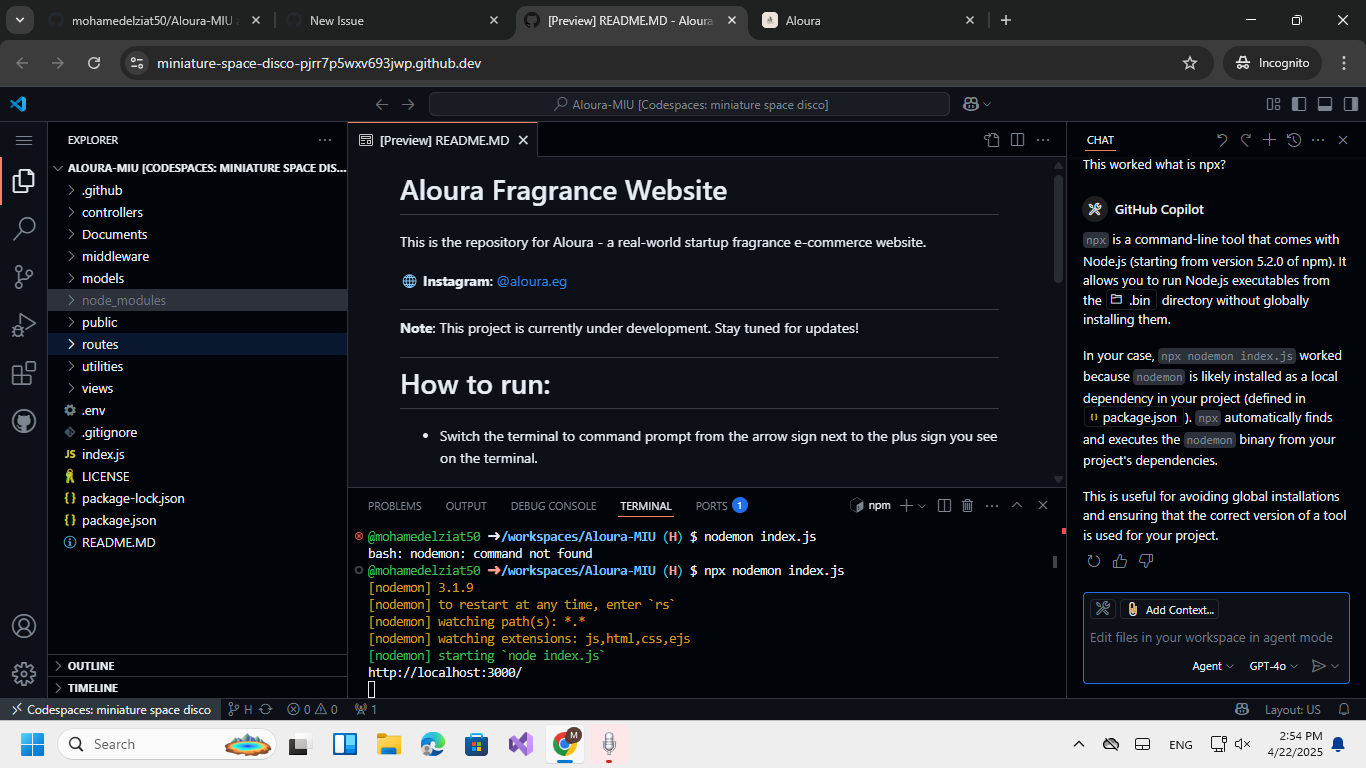 mohamedelziat50/Aloura-MIU
New Issue
[Preview] README.MD - Aloura
Aloura
miniature-space-disco-pjrr7p5wxv693jwp.github.dev
Incognito
Aloura-MIU [Codespaces: miniature space disco]
EXPLORER
ALOURA-MIU [CODESPACES: MINIATURE SPACE DIS...
.github
controllers
Documents
middleware
models
node_modules
public
routes
utilities
views
.env
.gitignore
JS index.js
LICENSE
{} package-lock.json
{} package.json
README.MD
OUTLINE
TIMELINE
[Preview] README.MD
Aloura Fragrance Website
This is the repository for Aloura - a real-world startup fragrance e-commerce website.
Instagram: @aloura.eg
Note: This project is currently under development. Stay tuned for updates!
How to run:
• Switch the terminal to command prompt from the arrow sign next to the plus sign you see
on the terminal.
PROBLEMS OUTPUT DEBUG CONSOLE TERMINAL PORTS 1
npm
@mohamedelziat50 ➜/workspaces/Aloura-MIU (H) $ nodemon index.js
bash: nodemon: command not found
@mohamedelziat50 ➜/workspaces/Aloura-MIU (H) $ npx nodemon index.js
[nodemon] 3.1.9
[nodemon] to restart at any time, enter `rs`
[nodemon] watching path(s): *.*
[nodemon] watching extensions: js,html,css,ejs
[nodemon] starting `node index.js`
http://localhost:3000/
CHAT
This worked what is npx?
GitHub Copilot
npx is a command-line tool that comes with
Node.js (starting from version 5.2.0 of npm). It
allows you to run Node.js executables from
the .bin directory without globally
installing them.
In your case, npx nodemon index.js worked
because nodemon is likely installed as a local
dependency in your project (defined in
{} package.json ). npx automatically finds
and executes the nodemon binary from your
project's dependencies.
This is useful for avoiding global installations
and ensuring that the correct version of a tool
is used for your project.
Add Context...
Edit files in your workspace in agent mode
Agent GPT-4o
Codespaces: miniature space disco
H
0 0
1
Layout: US
Search
M
ENG
2:54 PM
4/22/2025